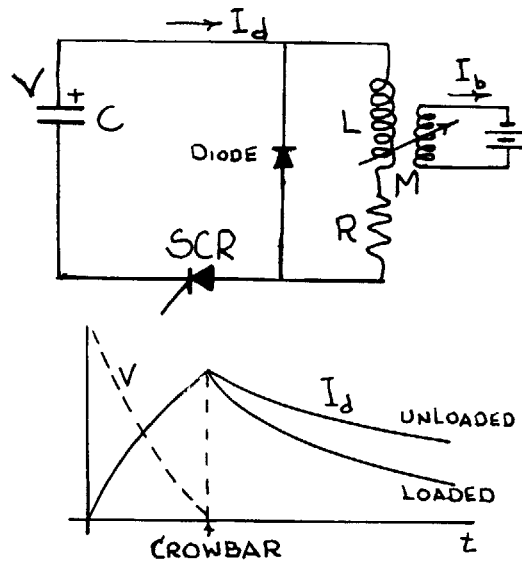 I_d
V
+
C
DIODE
L
I_b
M
R
SCR
V
I_d
UNLOADED
LOADED
CROWBAR
t